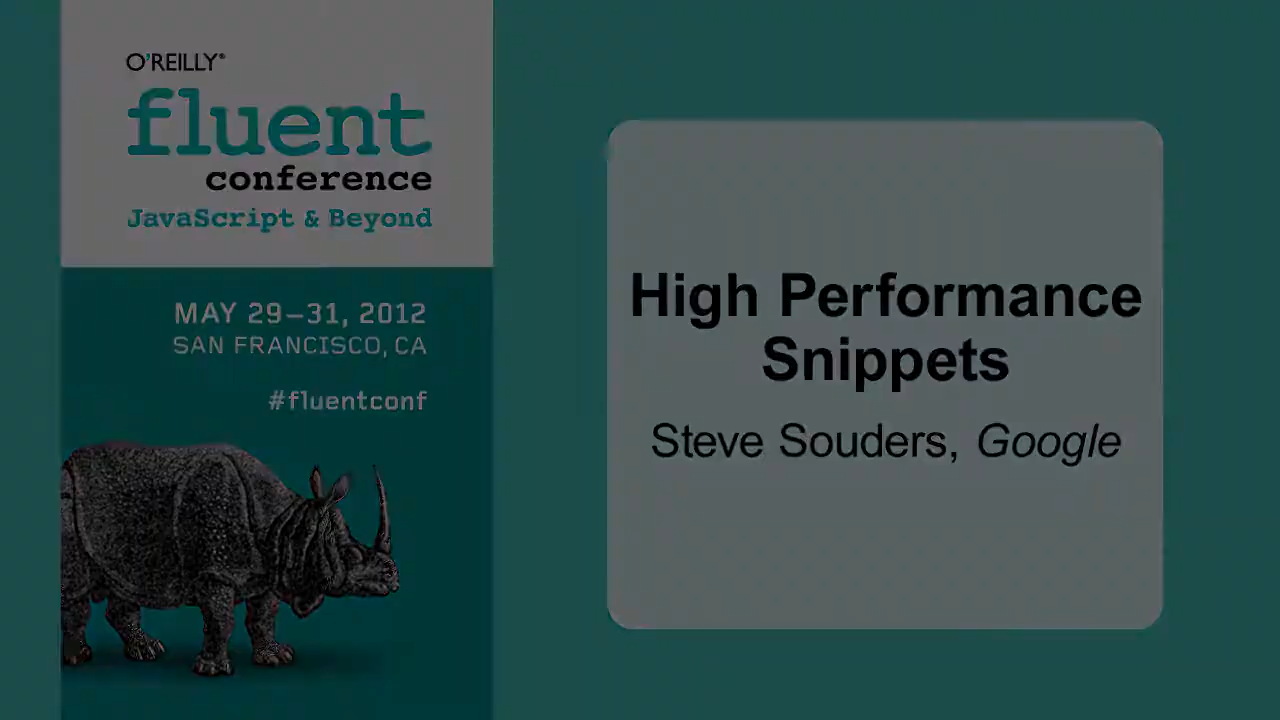 O'REILLY®
fluent
conference
JavaScript & Beyond
MAY 29–31, 2012
SAN FRANCISCO, CA
#fluentconf
High Performance
Snippets
Steve Souders, Google